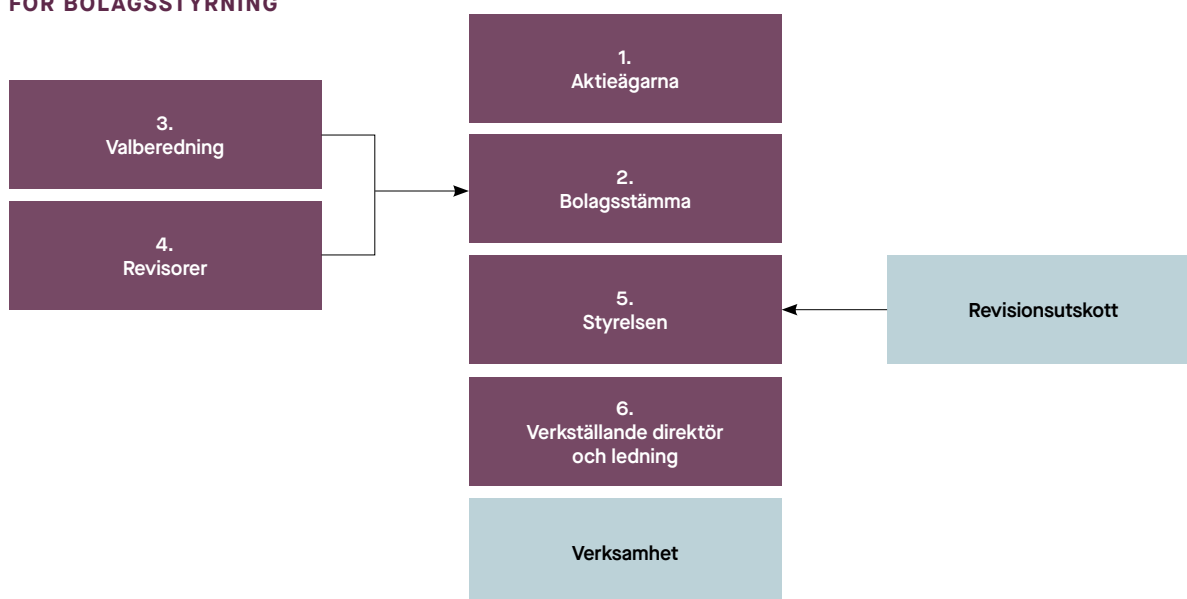 FÖR BOLAGSSTYRNING
1.
Aktieägarna
3.
Valberedning
2.
Bolagsstämma
4.
Revisorer
5.
Styrelsen
Revisionsutskott
6.
Verkställande direktör
och ledning
Verksamhet